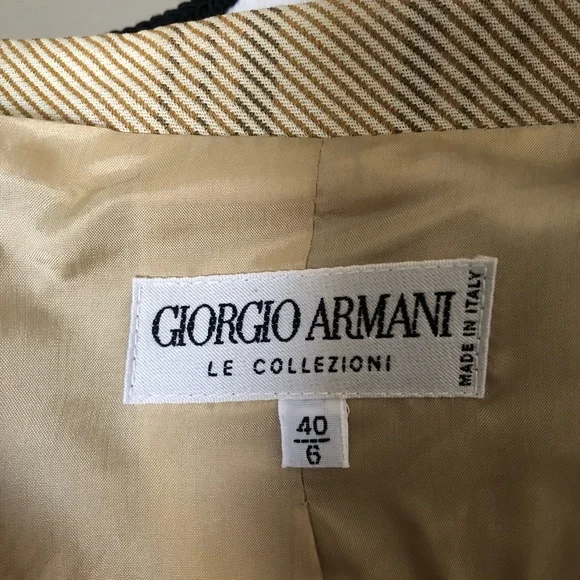 GIORGIO ARMANI
LE COLLEZIONI
MADE IN ITALY
40
6